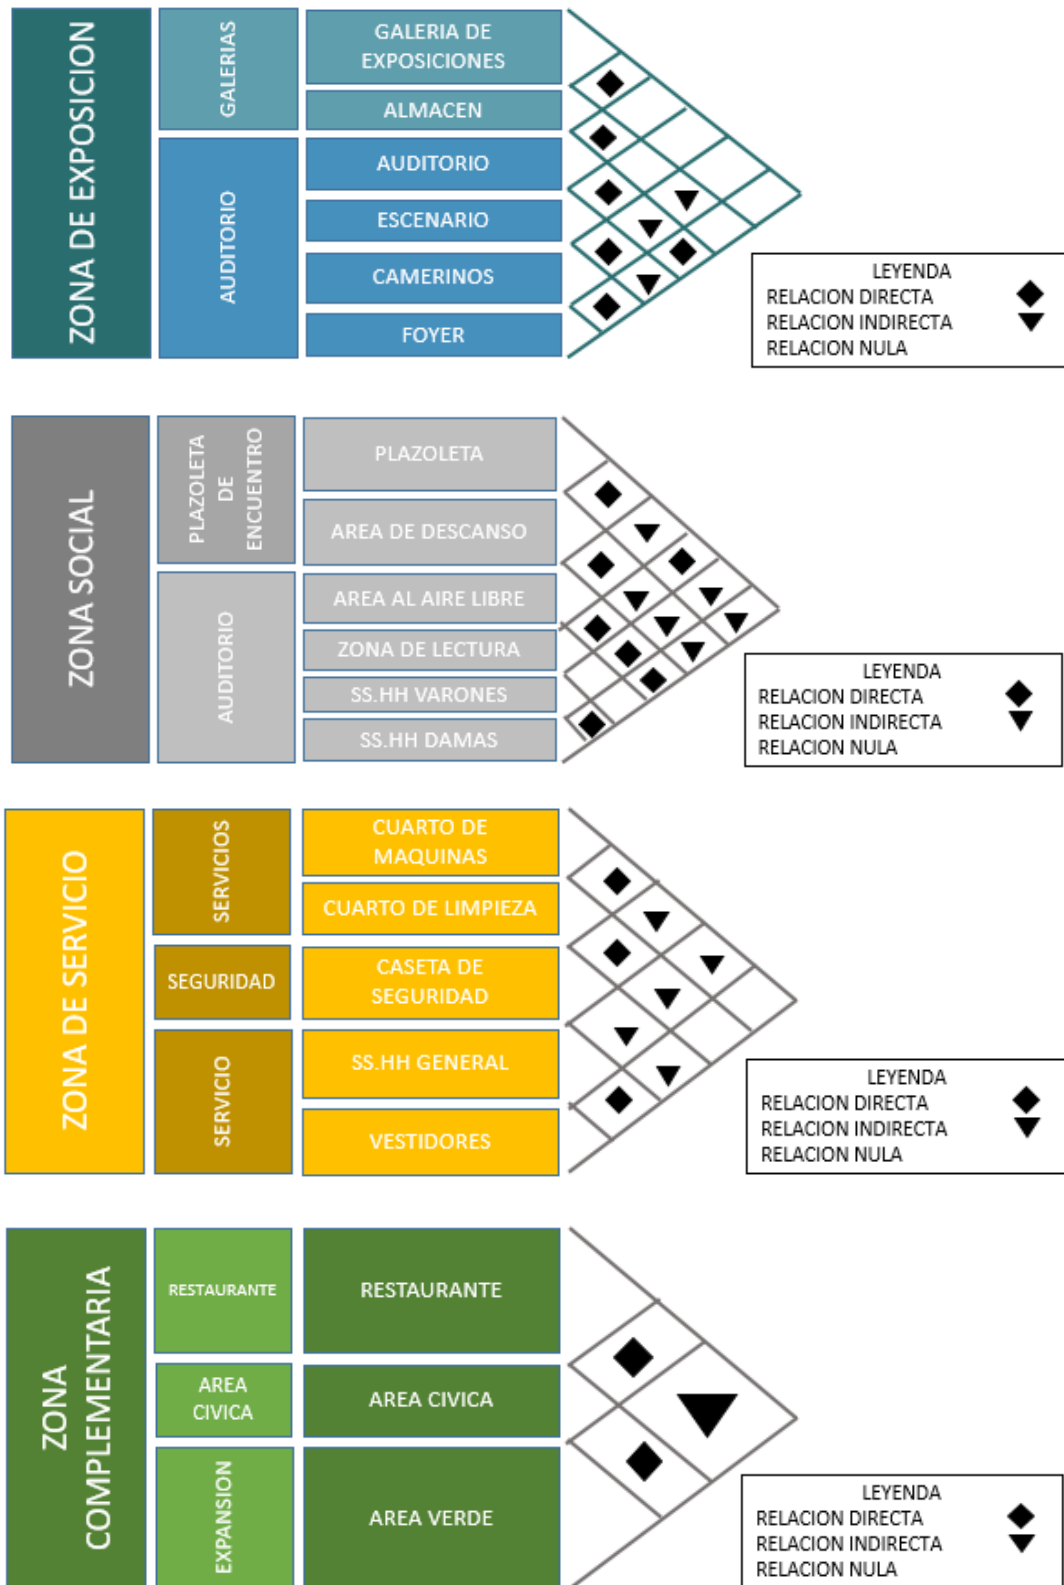 ZONA DE EXPOSICION
GALERIAS
GALERIA DE
EXPOSICIONES
ALMACEN
AUDITORIO
AUDITORIO
ESCENARIO
CAMERINOS
FOYER
LEYENDA
RELACION DIRECTA
RELACION INDIRECTA
RELACION NULA
ZONA SOCIAL
PLAZOLETA
DE
ENCUENTRO
PLAZOLETA
AREA DE DESCANSO
AUDITORIO
AREA AL AIRE LIBRE
ZONA DE LECTURA
SS.HH VARONES
SS.HH DAMAS
LEYENDA
RELACION DIRECTA
RELACION INDIRECTA
RELACION NULA
ZONA DE SERVICIO
SERVICIOS
CUARTO DE
MAQUINAS
CUARTO DE LIMPIEZA
SEGURIDAD
CASETA DE
SEGURIDAD
SERVICIO
SS.HH GENERAL
VESTIDORES
LEYENDA
RELACION DIRECTA
RELACION INDIRECTA
RELACION NULA
ZONA
COMPLEMENTARIA
RESTAURANTE
RESTAURANTE
AREA
CIVICA
AREA CIVICA
EXPANSION
AREA VERDE
LEYENDA
RELACION DIRECTA
RELACION INDIRECTA
RELACION NULA